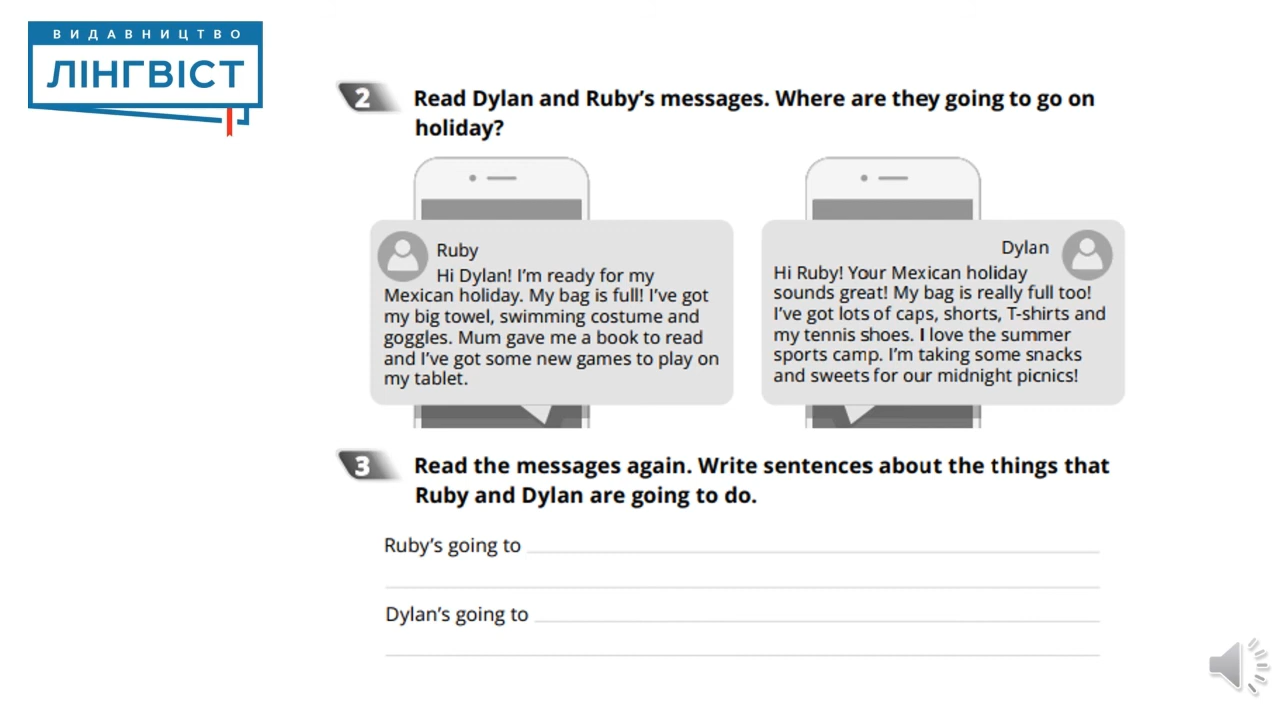 ВИДАВНИЦТВО
ЛІНГВІСТ
2 Read Dylan and Ruby's messages. Where are they going to go on
holiday?
Ruby
Hi Dylan! I'm ready for my
Mexican holiday. My bag is full! I've got
my big towel, swimming costume and
goggles. Mum gave me a book to read
and I've got some new games to play on
my tablet.
Dylan
Hi Ruby! Your Mexican holiday
sounds great! My bag is really full too!
I've got lots of caps, shorts, T-shirts and
my tennis shoes. I love the summer
sports camp. I'm taking some snacks
and sweets for our midnight picnics!
3 Read the messages again. Write sentences about the things that
Ruby and Dylan are going to do.
Ruby's going to
Dylan's going to